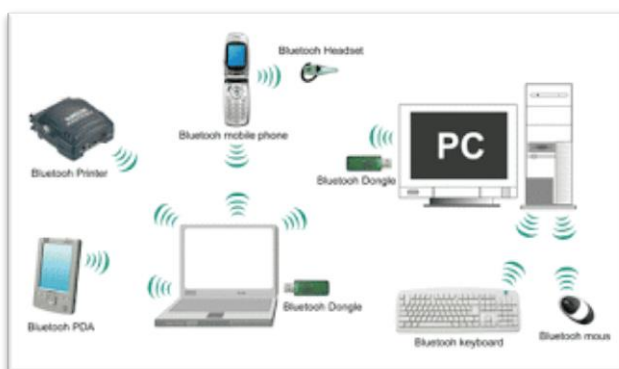 Bluetooh Headset
Bluetooh mobile phone
Bluetooh Printer
PC
Bluetooh Dongle
Bluetooh PDA
Bluetooh Dongle
Bluetooh keyboard
Bluetooh mous